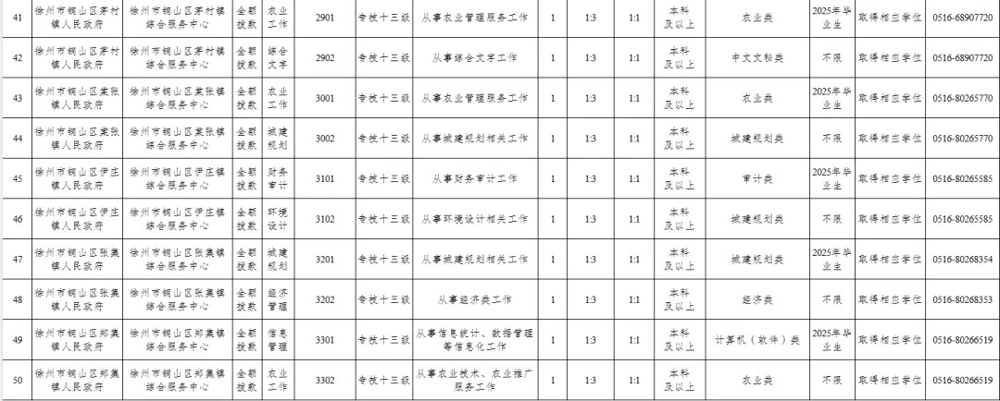 41 徐州市铜山区茅村镇人民政府 徐州市铜山区茅村镇综合服务中心 全额拨款 农业工作 2901 专技十三级 从事农业管理服务工作 1 1:3 1:1 本科及以上 农业类 2025年毕业生 取得相应学位 0516-68907720
42 徐州市铜山区茅村镇人民政府 徐州市铜山区茅村镇综合服务中心 全额拨款 综合文字 2902 专技十三级 从事综合文字工作 1 1:3 1:1 本科及以上 中文文秘类 不限 取得相应学位 0516-68907720
43 徐州市铜山区棠张镇人民政府 徐州市铜山区棠张镇综合服务中心 全额拨款 农业工作 3001 专技十三级 从事农业管理服务工作 1 1:3 1:1 本科及以上 农业类 2025年毕业生 取得相应学位 0516-80265770
44 徐州市铜山区棠张镇人民政府 徐州市铜山区棠张镇综合服务中心 全额拨款 城建规划 3002 专技十三级 从事城建规划相关工作 1 1:3 1:1 本科及以上 城建规划类 不限 取得相应学位 0516-80265770
45 徐州市铜山区伊庄镇人民政府 徐州市铜山区伊庄镇综合服务中心 全额拨款 财务审计 3101 专技十三级 从事财务审计工作 1 1:3 1:1 本科及以上 审计类 2025年毕业生 取得相应学位 0516-80265585
46 徐州市铜山区伊庄镇人民政府 徐州市铜山区伊庄镇综合服务中心 全额拨款 环境设计 3102 专技十三级 从事环境设计相关工作 1 1:3 1:1 本科及以上 城建规划类 不限 取得相应学位 0516-80265585
47 徐州市铜山区张集镇人民政府 徐州市铜山区张集镇综合服务中心 全额拨款 城建规划 3201 专技十三级 从事城建规划相关工作 1 1:3 1:1 本科及以上 城建规划类 2025年毕业生 取得相应学位 0516-80268354
48 徐州市铜山区张集镇人民政府 徐州市铜山区张集镇综合服务中心 全额拨款 经济管理 3202 专技十三级 从事经济类工作 1 1:3 1:1 本科及以上 经济类 不限 取得相应学位 0516-80268353
49 徐州市铜山区郑集镇人民政府 徐州市铜山区郑集镇综合服务中心 全额拨款 信息管理 3301 专技十三级 从事信息统计、数据管理等信息化工作 1 1:3 1:1 本科及以上 计算机（软件）类 2025年毕业生 取得相应学位 0516-80266519
50 徐州市铜山区郑集镇人民政府 徐州市铜山区郑集镇综合服务中心 全额拨款 农业工作 3302 专技十三级 从事农业技术、农业推广服务工作 1 1:3 1:1 本科及以上 农业类 不限 取得相应学位 0516-80266519